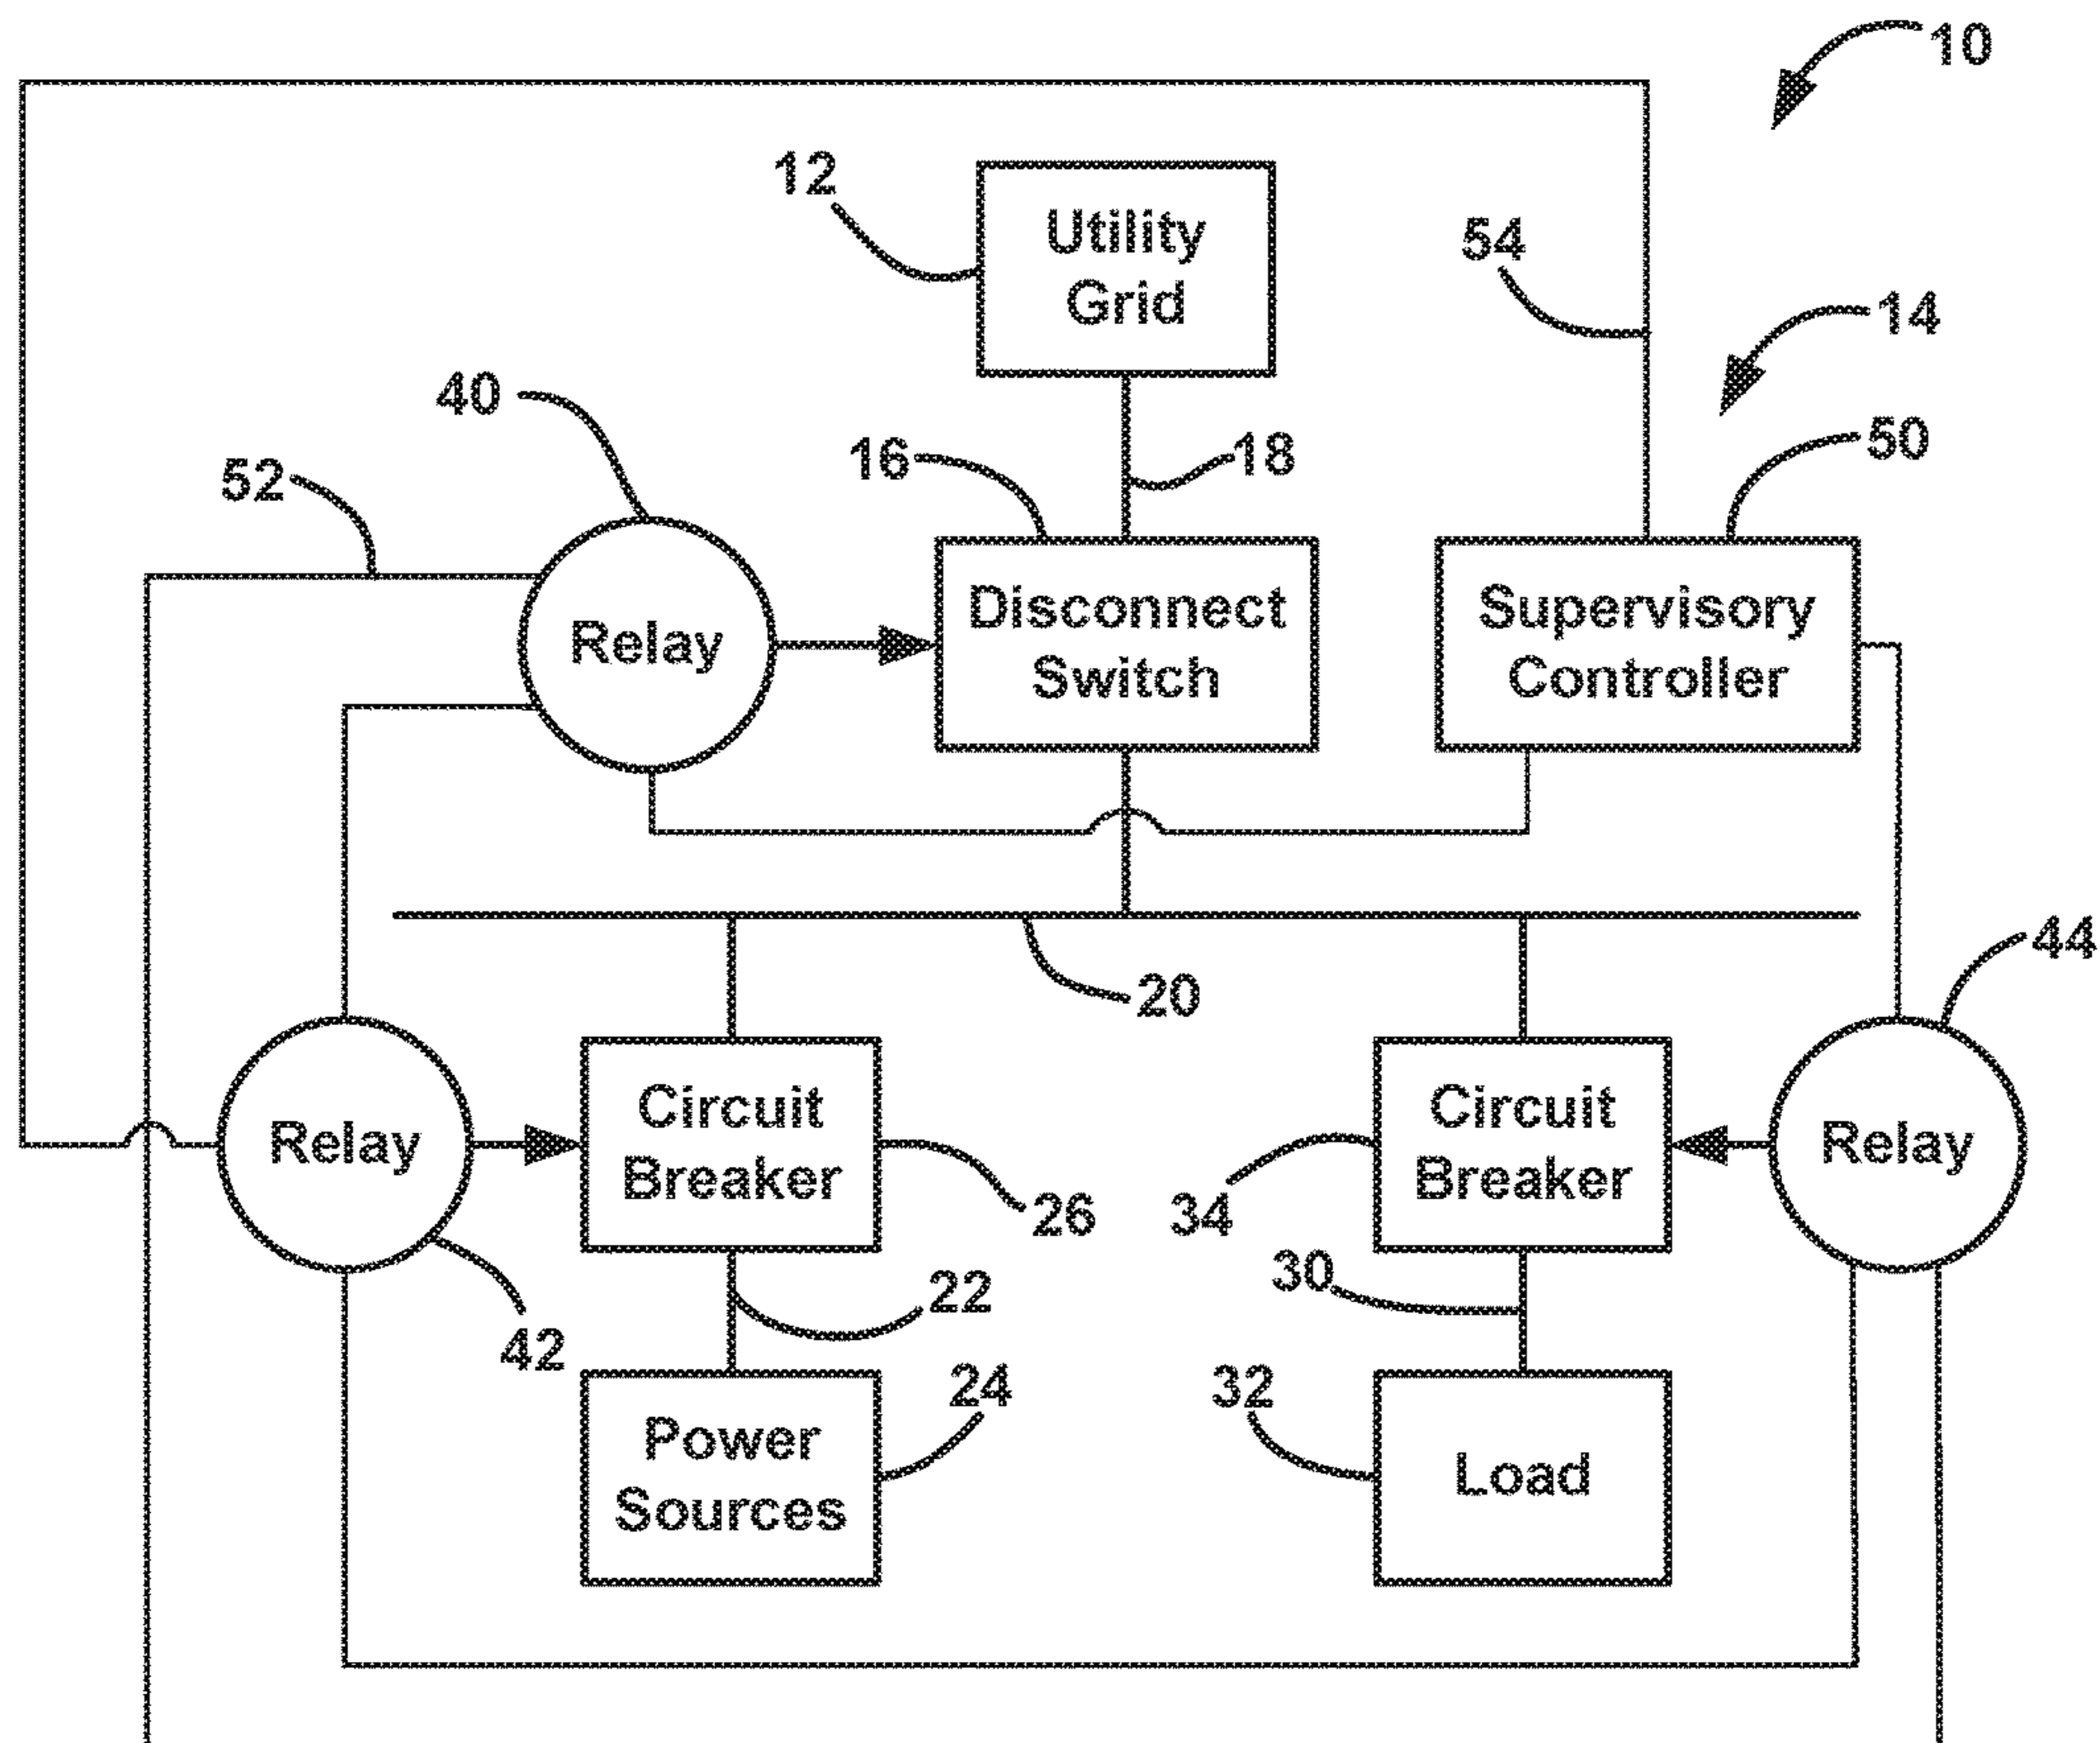 10
12
Utility
Grid
54
14
40
16
18
50
52
Relay
Disconnect
Switch
Supervisory
Controller
44
20
Relay
Circuit
Breaker
26
34
Circuit
Breaker
Relay
42
22
30
24
32
Power
Sources
Load